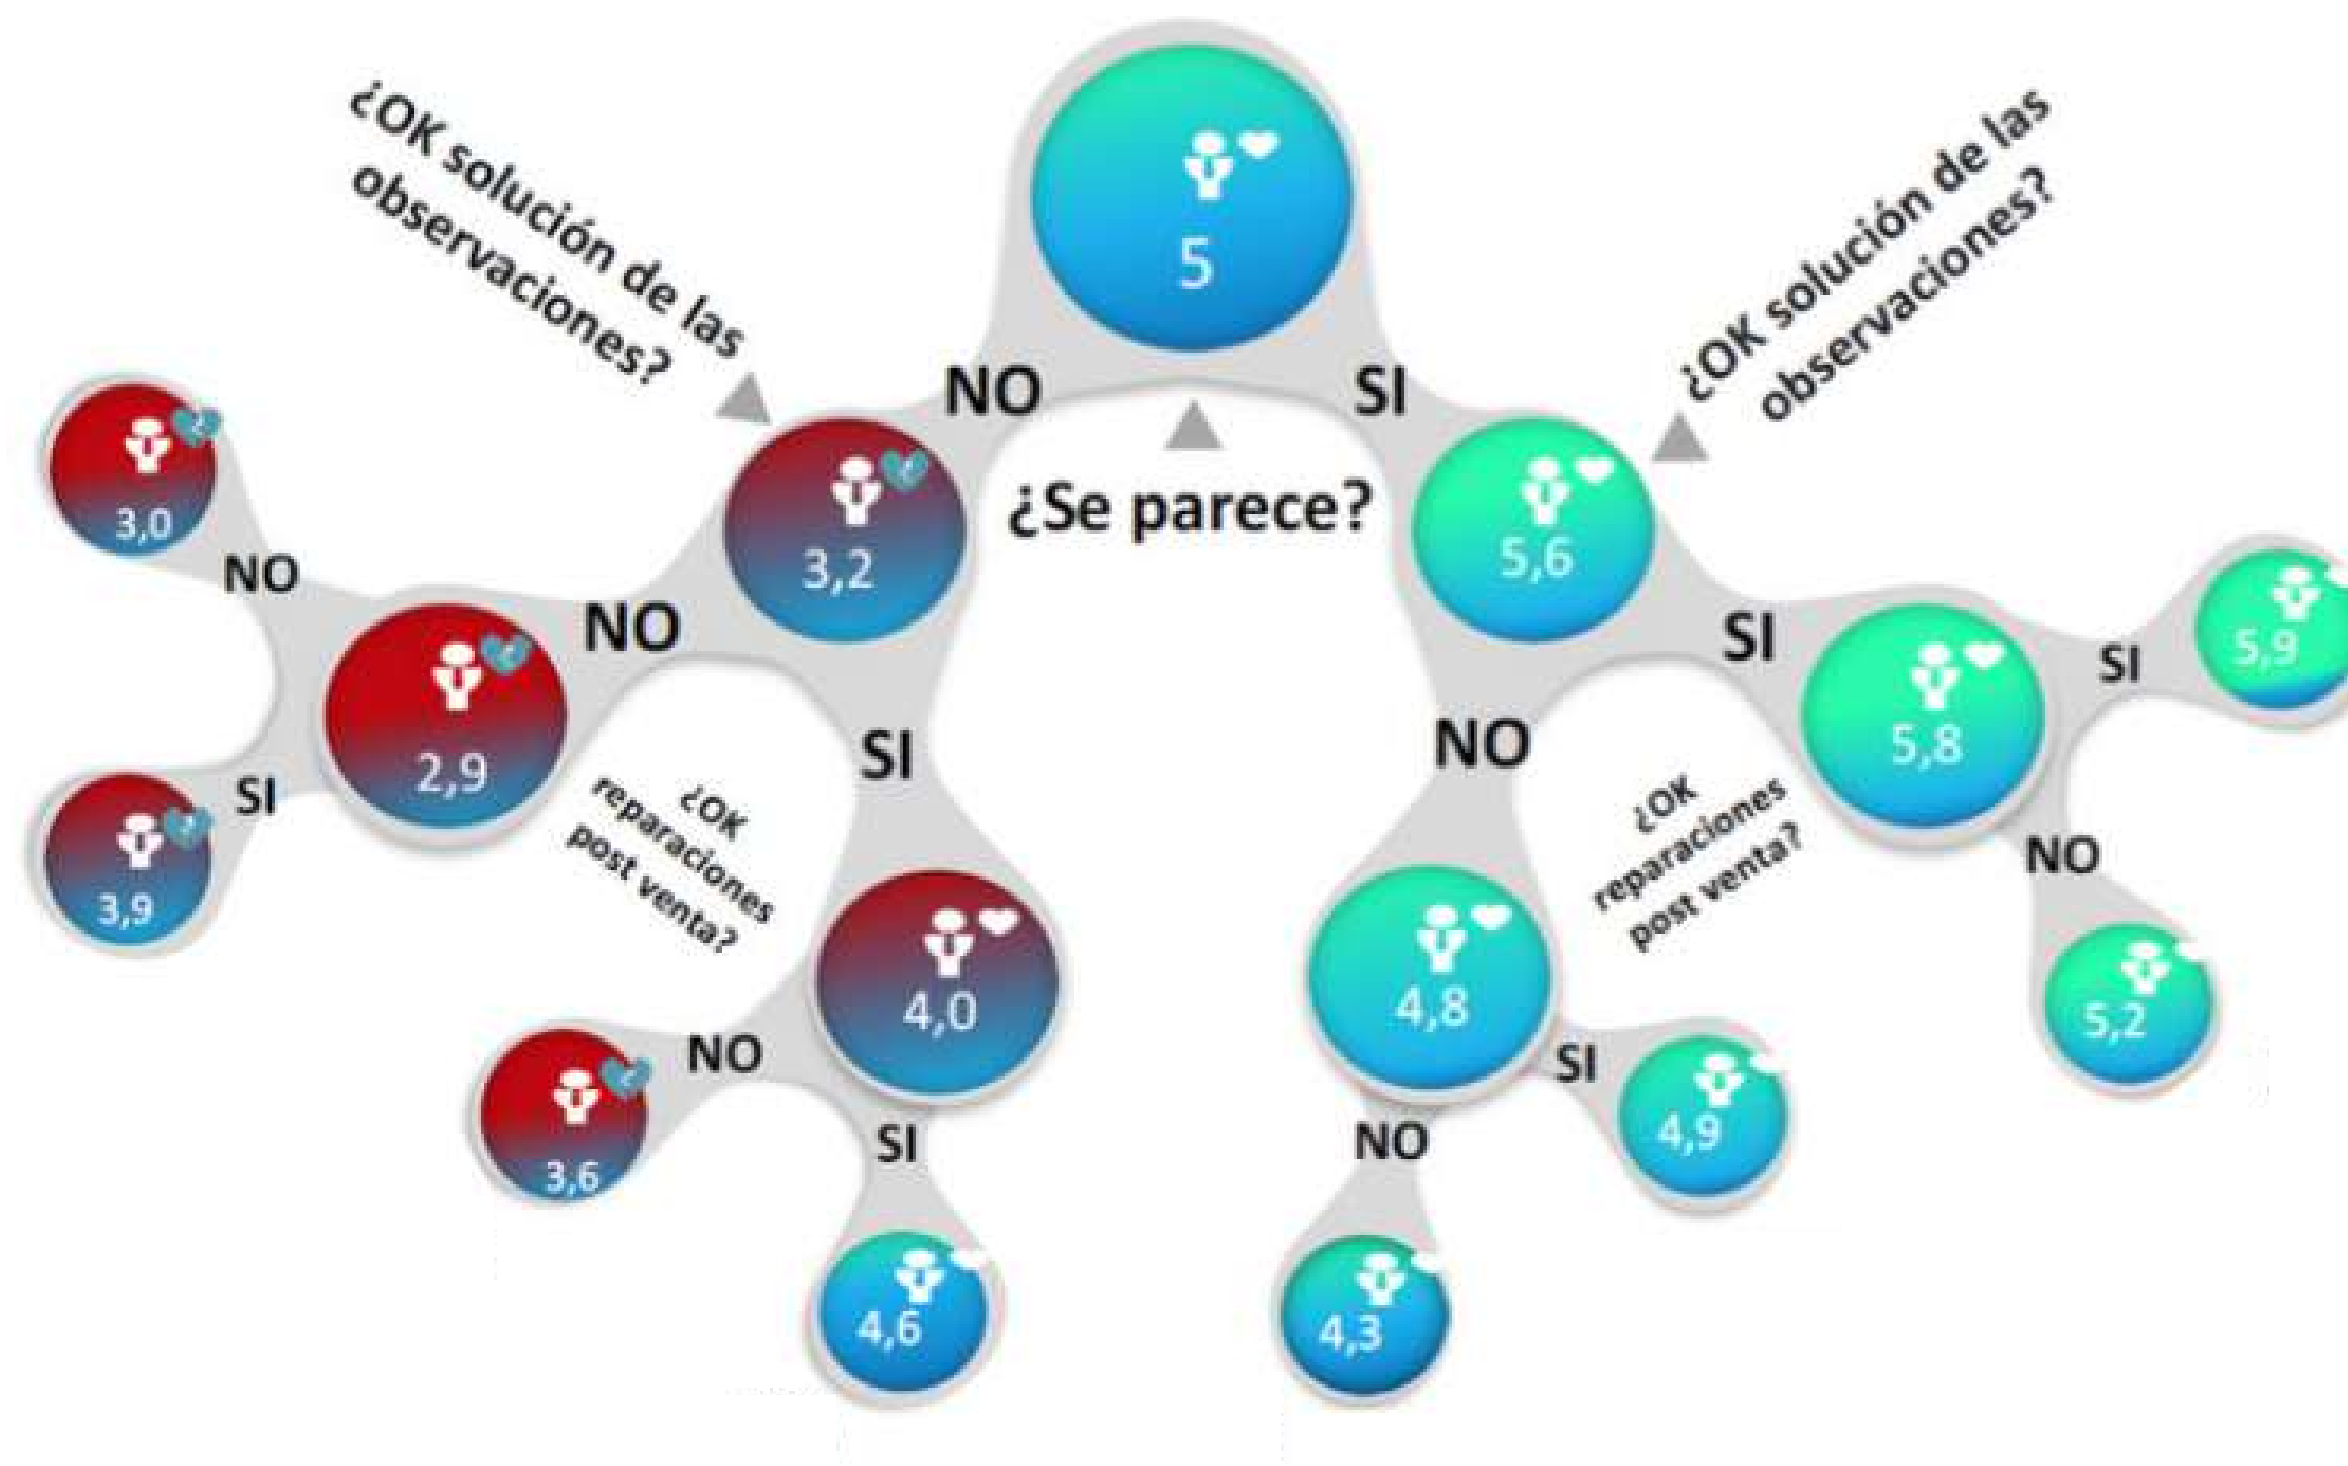 5
¿OK solución de las
observaciones?
¿OK solución de las
observaciones?
NO
SI
¿Se parece?
3,2
5,6
3,0
NO
NO
2,9
SI
3,9
SI
¿OK
reparaciones
post venta?
4,0
NO
3,6
SI
4,6
SI
5,8
SI
5,9
NO
5,2
NO
¿OK
reparaciones
post venta?
4,8
SI
4,9
NO
4,3